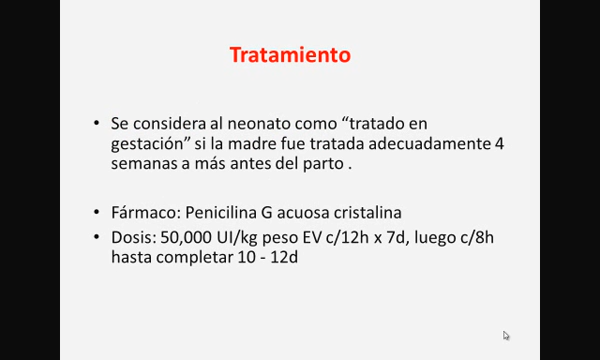 Tratamiento
• Se considera al neonato como “tratado en
gestación” si la madre fue tratada adecuadamente 4
semanas a más antes del parto .
• Fármaco: Penicilina G acuosa cristalina
• Dosis: 50,000 UI/kg peso EV c/12h x 7d, luego c/8h
hasta completar 10 - 12d